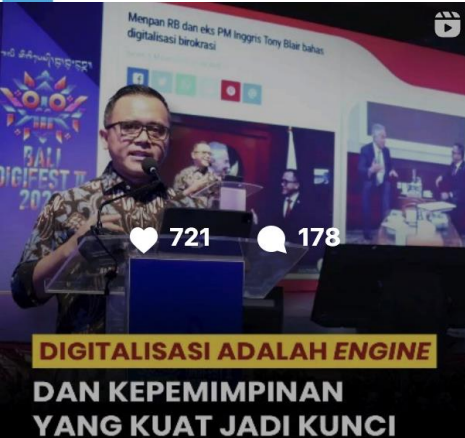 Menpan RB dan eks PM Inggris Tony Blair bahas
digitalisasi birokrasi
BALI
DIGIFEST II
721
178
DIGITALISASI ADALAH ENGINE
DAN KEPEMIMPINAN
YANG KUAT JADI KUNCI